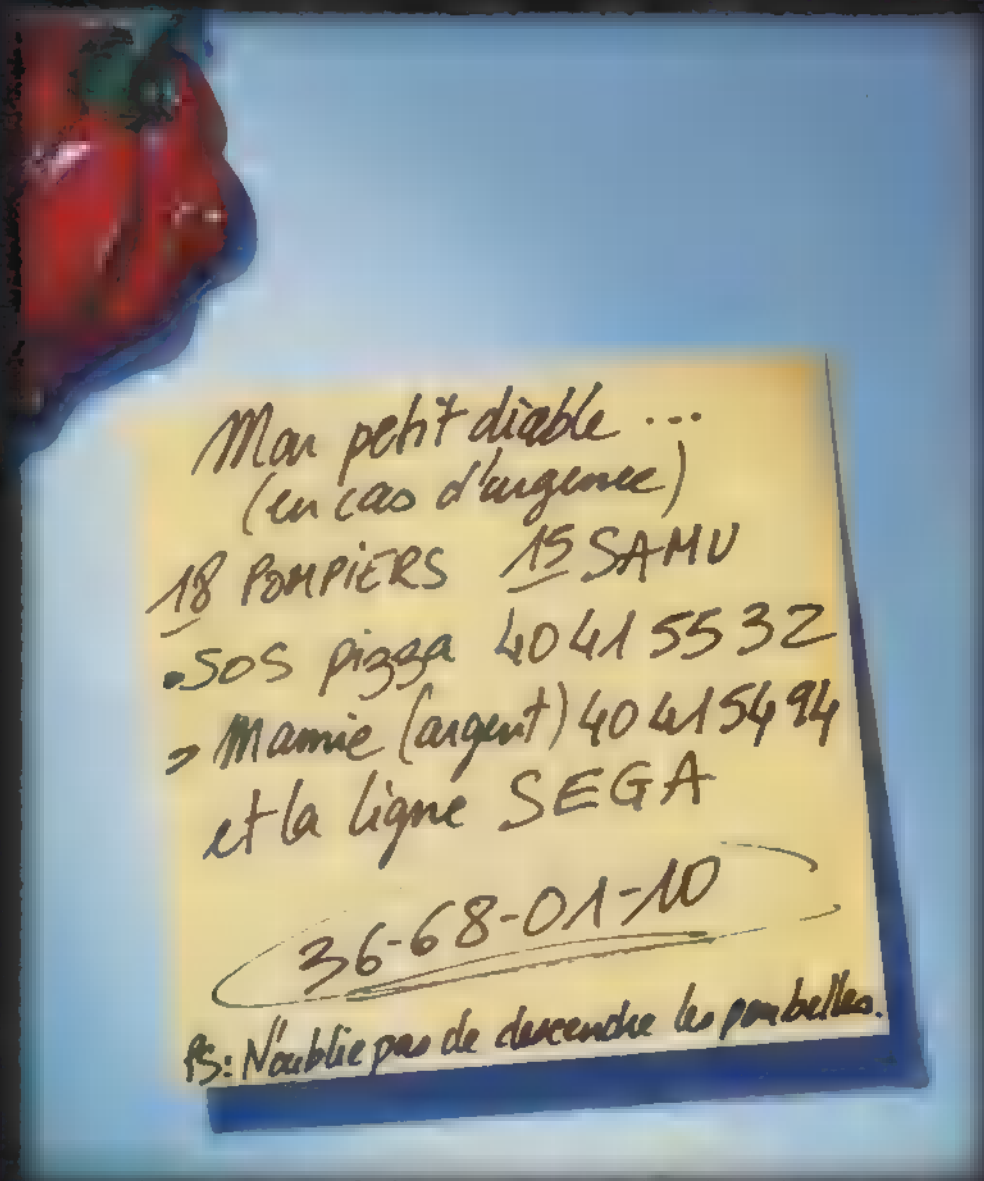 Mon petit diable ...
(en cas d'urgence)
18 POMPIERS 15 SAMU
• SOS pizza 40 41 55 32
> Mamie (argent) 40 41 54 94
et la ligne SEGA
36-68-01-10
PS: N'oublie pas de descendre les poubelles.